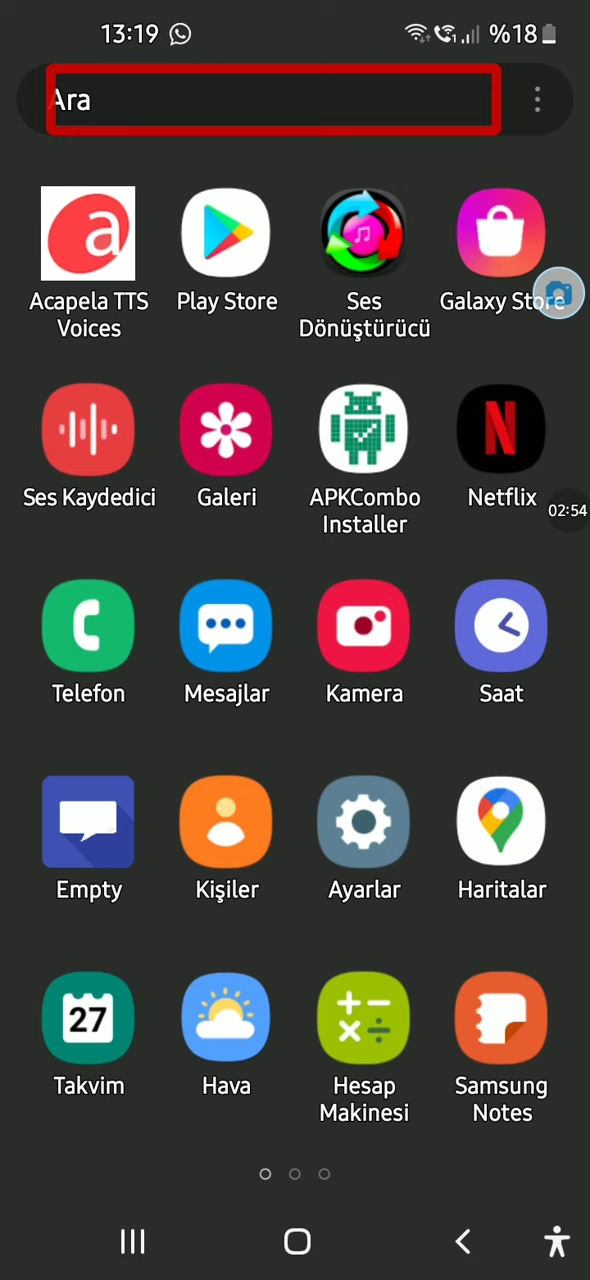 13:19 %18
Ara
Acapela TTS
Voices
Play Store
Ses
Dönüştürücü
Galaxy Store
Ses Kaydedici
Galeri
APKCombo
Installer
Netflix
02:54
Telefon
Mesajlar
Kamera
Saat
Empty
Kişiler
Ayarlar
Haritalar
27
Takvim
Hava
Hesap
Makinesi
Samsung
Notes